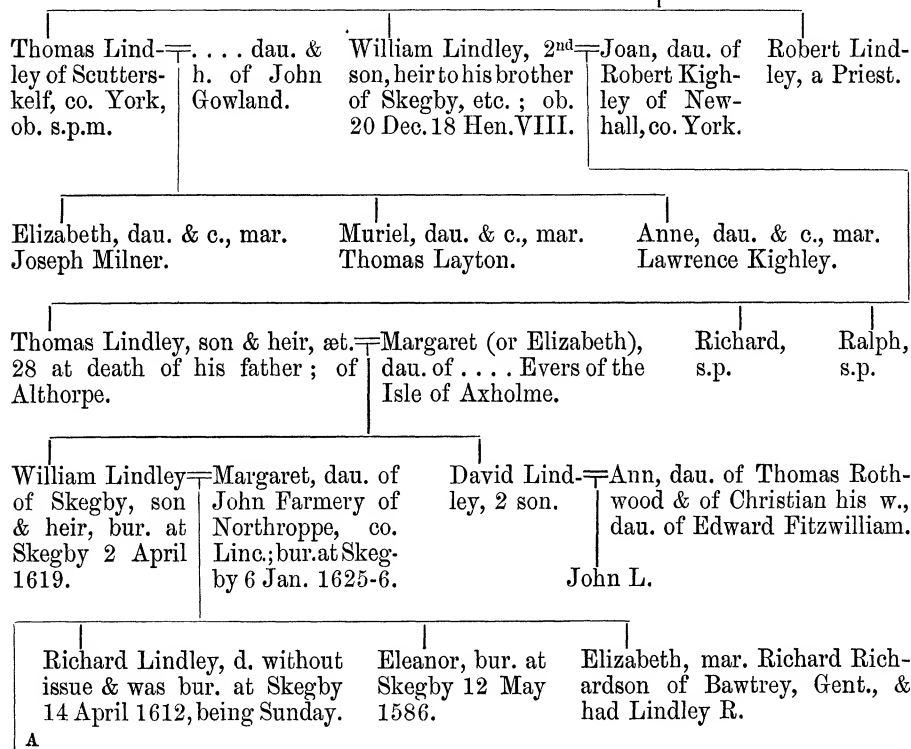 Thomas Lind-
ley of Scutters-
kelf, co. York,
ob. s.p.m.
. . . . dau. &
h. of John
Gowland.
William Lindley, 2nd
son, heir to his brother
of Skegby, etc. ; ob.
20 Dec. 18 Hen. VIII.
Joan, dau. of
Robert Kigh-
ley of New-
hall, co. York.
Robert Lind-
ley, a Priest.
Elizabeth, dau. & c., mar.
Joseph Milner.
Muriel, dau. & c., mar.
Thomas Layton.
Anne, dau. & c., mar.
Lawrence Kighley.
Thomas Lindley, son & heir, æt.
28 at death of his father ; of
Althorpe.
Margaret (or Elizabeth),
dau. of . . . . Evers of the
Isle of Axholme.
Richard,
s.p.
Ralph,
s.p.
William Lindley
of Skegby, son
& heir, bur. at
Skegby 2 April
1619.
Margaret, dau. of
John Farmery of
Northroppe, co.
Linc.; bur. at Skeg-
by 6 Jan. 1625-6.
David Lind-
ley, 2 son.
Ann, dau. of Thomas Roth-
wood & of Christian his w.,
dau. of Edward Fitzwilliam.
John L.
Richard Lindley, d. without
issue & was bur. at Skegby
14 April 1612, being Sunday.
Eleanor, bur. at
Skegby 12 May
1586.
Elizabeth, mar. Richard Rich-
ardson of Bawtrey, Gent., &
had Lindley R.
A